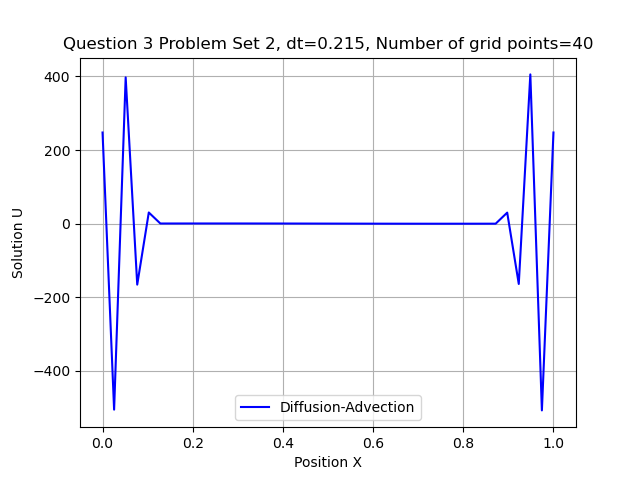 Question 3 Problem Set 2, dt=0.215, Number of grid points=40
400
200
0
−200
−400
Solution U
Diffusion-Advection
0.0 0.2 0.4 0.6 0.8 1.0
Position X